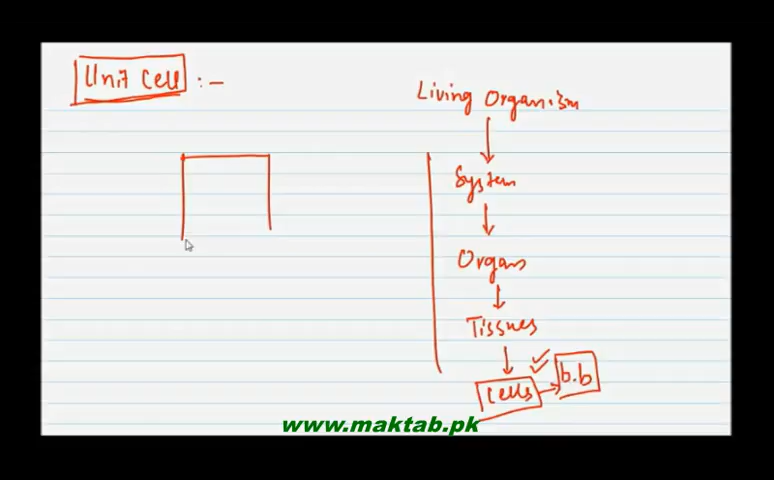 Unit Cell :-
Living Organism
System
Organs
Tissues
Cells
b.b
www.maktab.pk